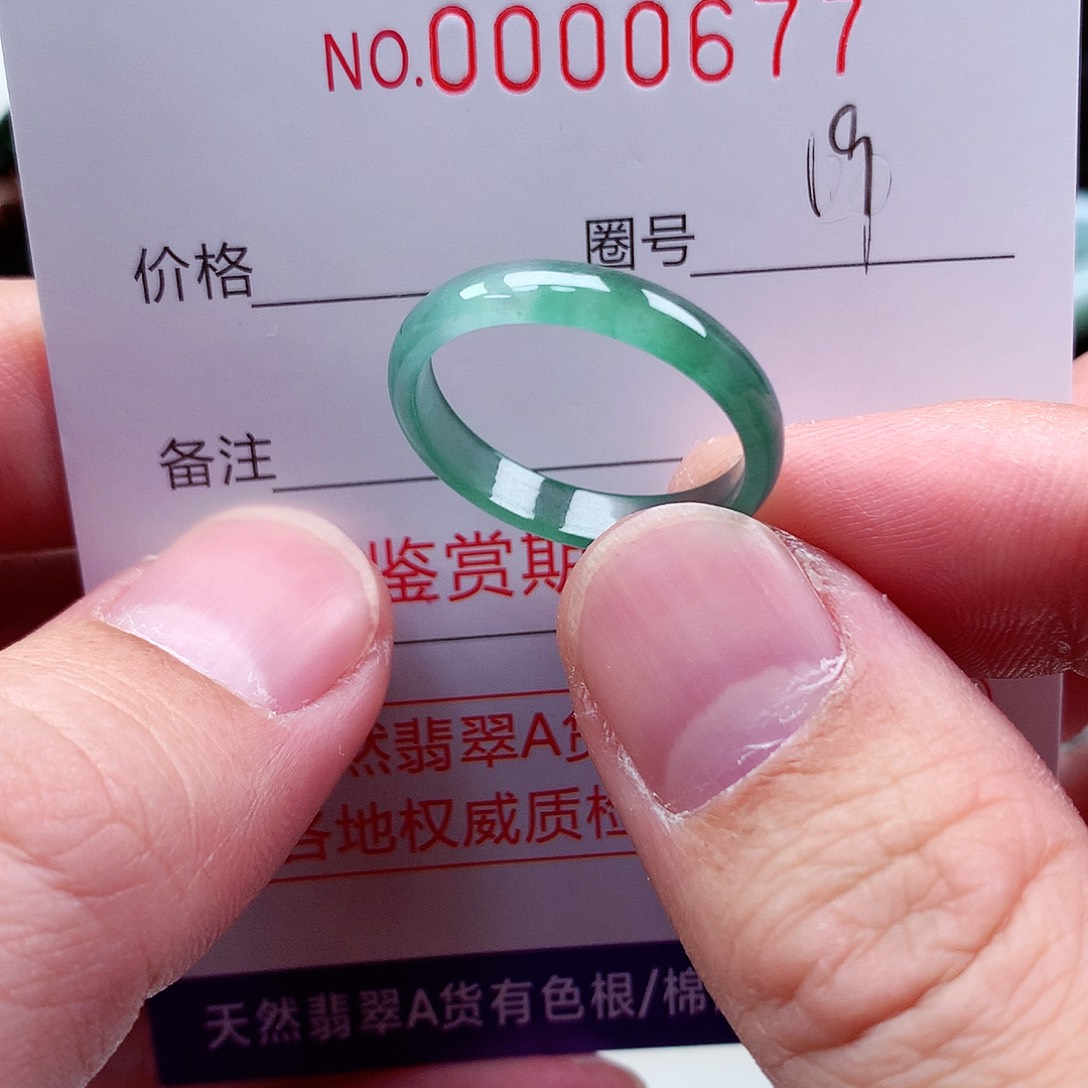 NO.0000677
价格 圈号 19
备注
鉴赏期
然翡翠A货
各地权威质检
天然翡翠A货有色根/棉